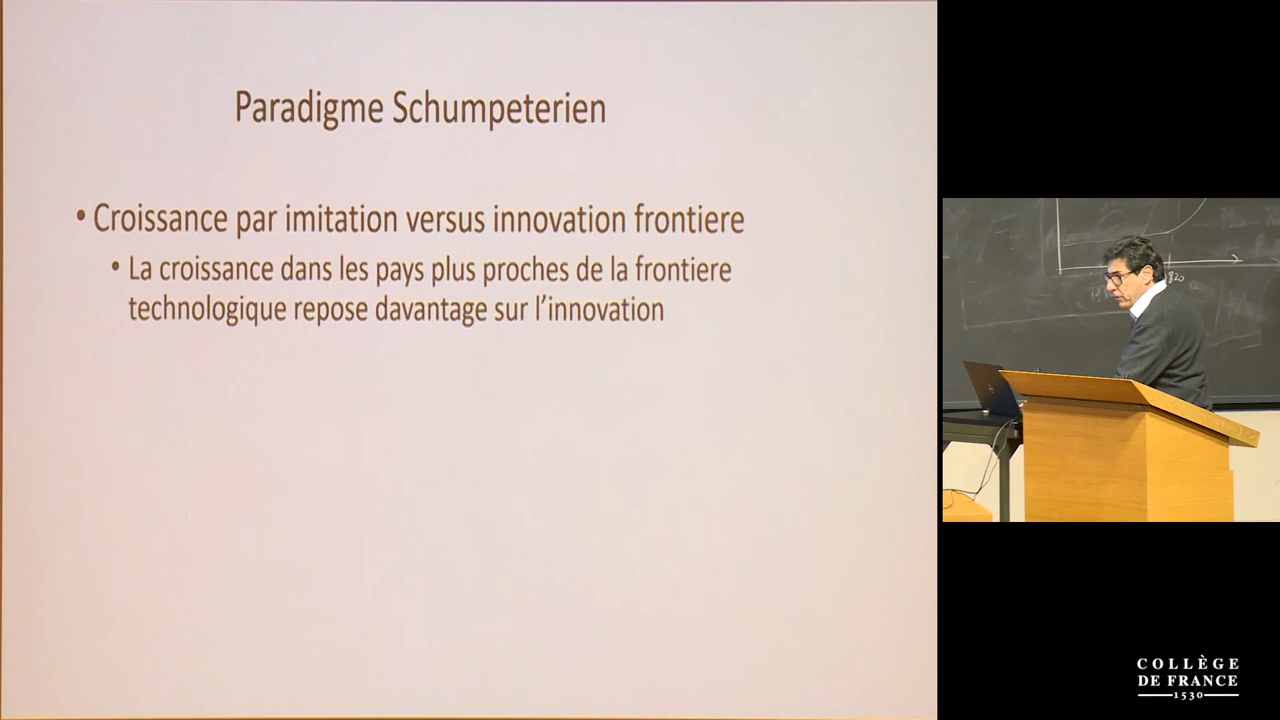 Paradigme Schumpeterien
• Croissance par imitation versus innovation frontiere
• La croissance dans les pays plus proches de la frontiere
technologique repose davantage sur l'innovation
820
COLLÈGE
DE FRANCE
1530